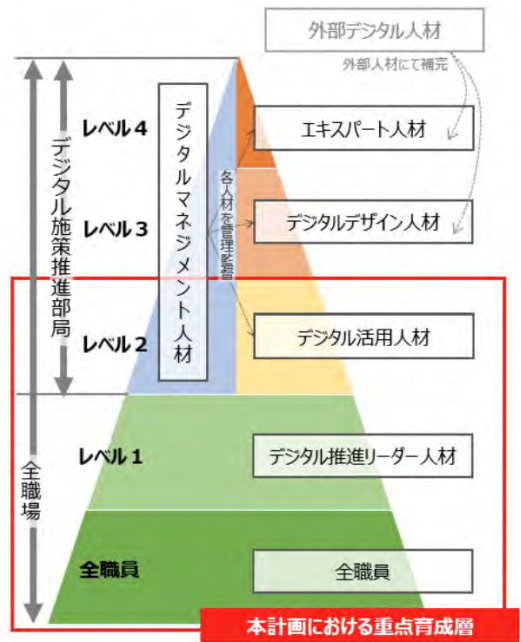 外部デジタル人材
外部人材にて補完
レベル4
エキスパート人材
レベル3
デジタルデザイン人材
デジタルマネジメント人材
各人材を管理監督
デジタル施策推進部局
レベル2
デジタル活用人材
レベル1
デジタル推進リーダー人材
全職場
全職員
全職員
本計画における重点育成層